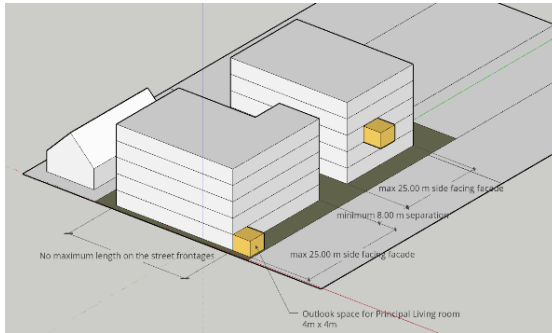 max 25.00 m side facing facade
minimum 8.00 m separation
No maximum length on the street frontages
max 25.00 m side facing facade
Outlook space for Principal Living room
4m x 4m